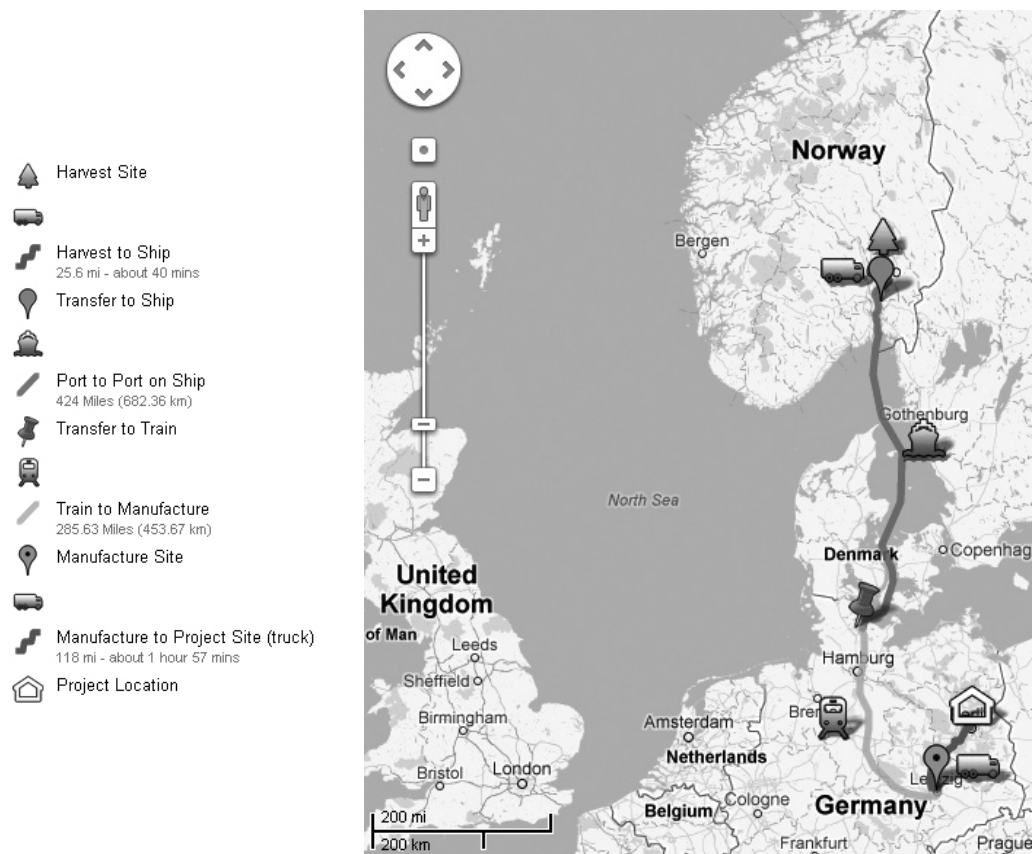 Harvest Site
Harvest to Ship
25.6 mi - about 40 mins
Transfer to Ship
Port to Port on Ship
424 Miles (682.36 km)
Transfer to Train
Train to Manufacture
285.63 Miles (453.67 km)
Manufacture Site
Manufacture to Project Site (truck)
118 mi - about 1 hour 57 mins
Project Location
Norway
Bergen
Gothenburg
North Sea
Denmark
Copenhag
United
Kingdom
of Man
Leeds
Sheffield
Hamburg
Birmingham
Amsterdam
Netherlands
Bristol
London
Belgium
Cologne
Germany
Frankfurt
Prague
200 mi
200 km